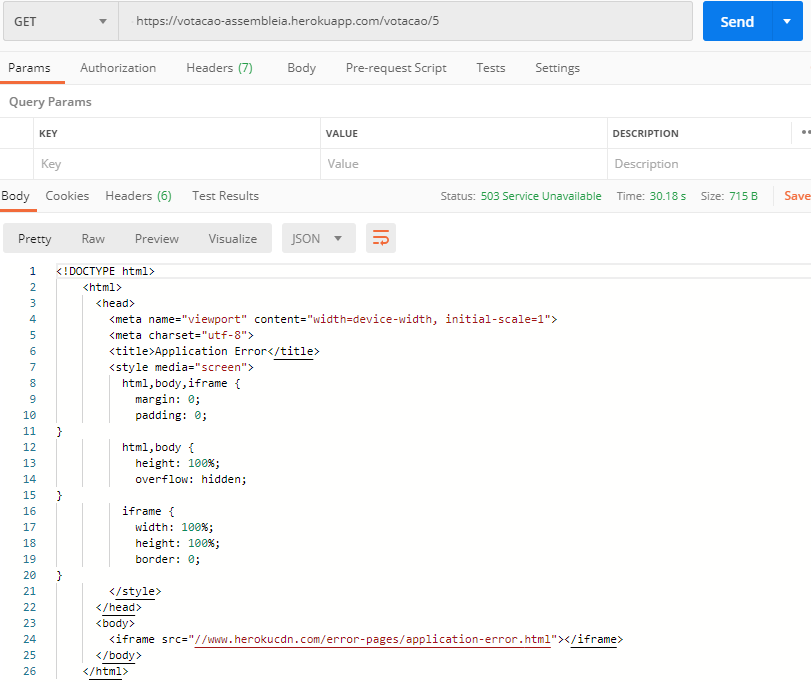 GET https://votacao-assembleia.herokuapp.com/votacao/5 Send
Params Authorization Headers (7) Body Pre-request Script Tests Settings
Query Params
KEY VALUE DESCRIPTION
Key Value Description
Body Cookies Headers (6) Test Results Status: 503 Service Unavailable Time: 30.18 s Size: 715 B Save
Pretty Raw Preview Visualize JSON
1 <!DOCTYPE html>
2 <html>
3 <head>
4 <meta name="viewport" content="width=device-width, initial-scale=1">
5 <meta charset="utf-8">
6 <title>Application Error</title>
7 <style media="screen">
8 html,body,iframe {
9 margin: 0;
10 padding: 0;
11 }
12 html,body {
13 height: 100%;
14 overflow: hidden;
15 }
16 iframe {
17 width: 100%;
18 height: 100%;
19 border: 0;
20 }
21 </style>
22 </head>
23 <body>
24 <iframe src="//www.herokucdn.com/error-pages/application-error.html"></iframe>
25 </body>
26 </html>